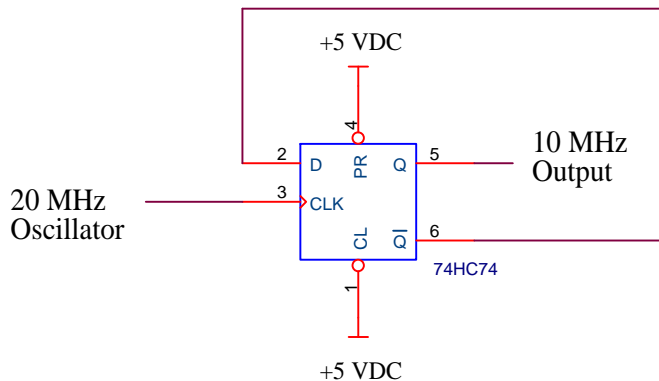 +5 VDC
4
2 D PR Q 5
10 MHz
Output
20 MHz
Oscillator
3 CLK
CL Q 6
74HC74
1
+5 VDC